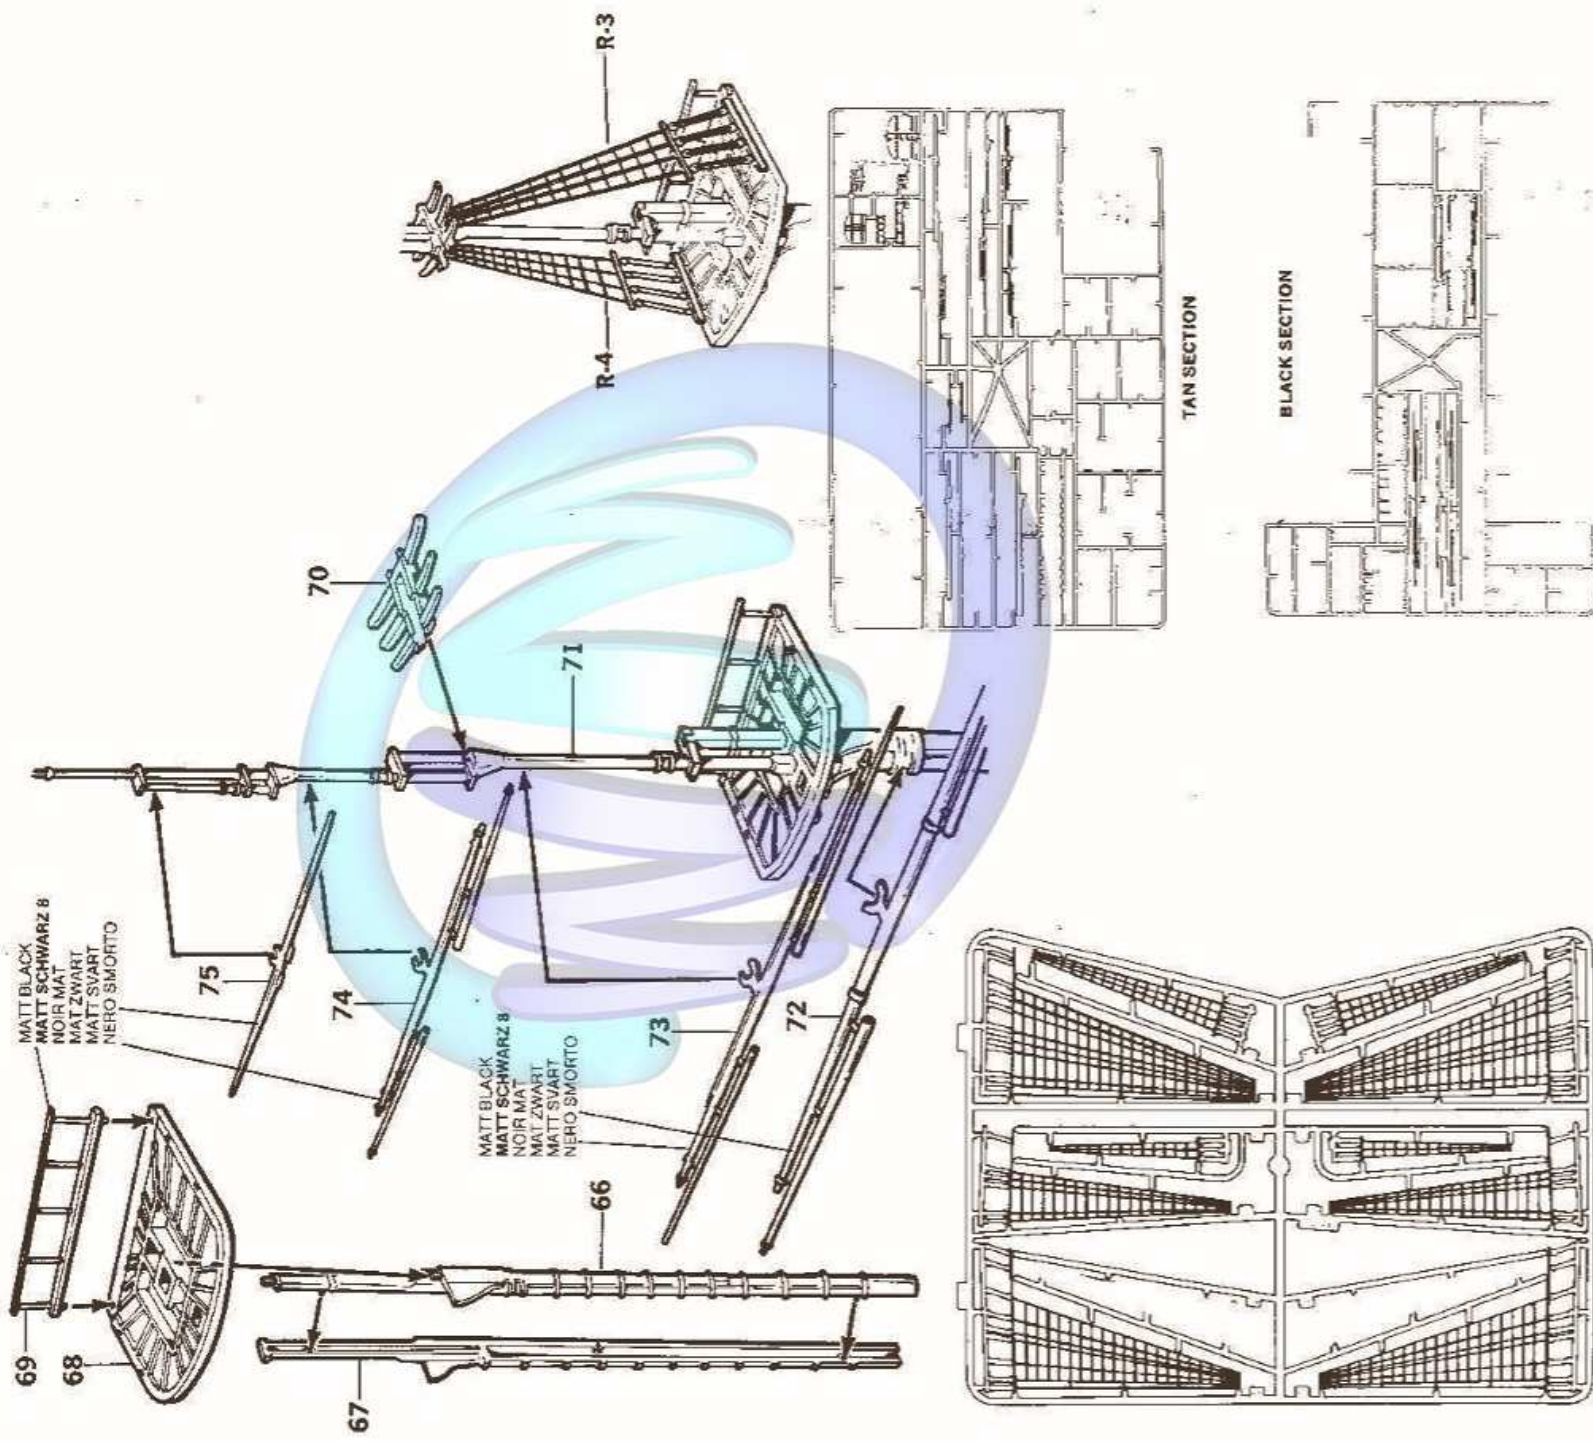 69
68
MATT BLACK
MATT SCHWARZ 8
NOIR MAT
MAT ZWART
MATT SVART
NERO SMORTO
75
74
70
67
66
MATT BLACK
MATT SCHWARZ 8
NOIR MAT
MAT ZWART
MATT SVART
NERO SMORTO
73
72
71
R-4
R-3
TAN SECTION
BLACK SECTION